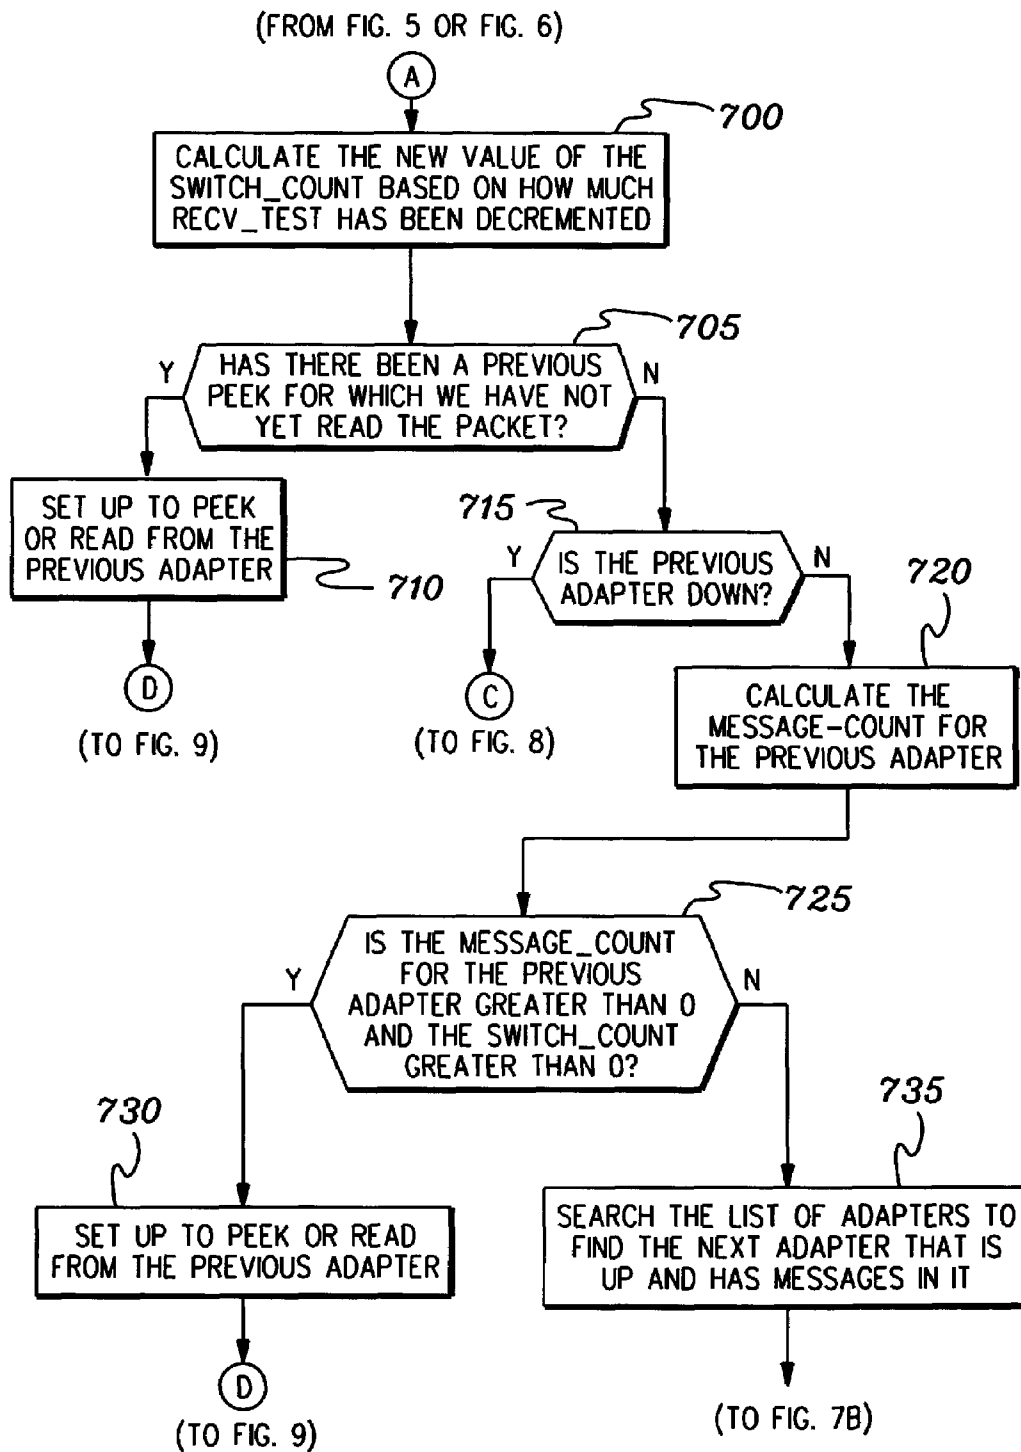 (FROM FIG. 5 OR FIG. 6)
A
700
CALCULATE THE NEW VALUE OF THE
SWITCH_COUNT BASED ON HOW MUCH
RECV_TEST HAS BEEN DECREMENTED
705
Y
HAS THERE BEEN A PREVIOUS
PEEK FOR WHICH WE HAVE NOT
YET READ THE PACKET?
N
SET UP TO PEEK
OR READ FROM THE
PREVIOUS ADAPTER
710
D
(TO FIG. 9)
715
Y
IS THE PREVIOUS
ADAPTER DOWN?
N
C
(TO FIG. 8)
720
CALCULATE THE
MESSAGE-COUNT FOR
THE PREVIOUS ADAPTER
725
Y
IS THE MESSAGE_COUNT
FOR THE PREVIOUS
ADAPTER GREATER THAN 0
AND THE SWITCH_COUNT
GREATER THAN 0?
N
730
SET UP TO PEEK OR READ
FROM THE PREVIOUS ADAPTER
D
(TO FIG. 9)
735
SEARCH THE LIST OF ADAPTERS TO
FIND THE NEXT ADAPTER THAT IS
UP AND HAS MESSAGES IN IT
(TO FIG. 7B)